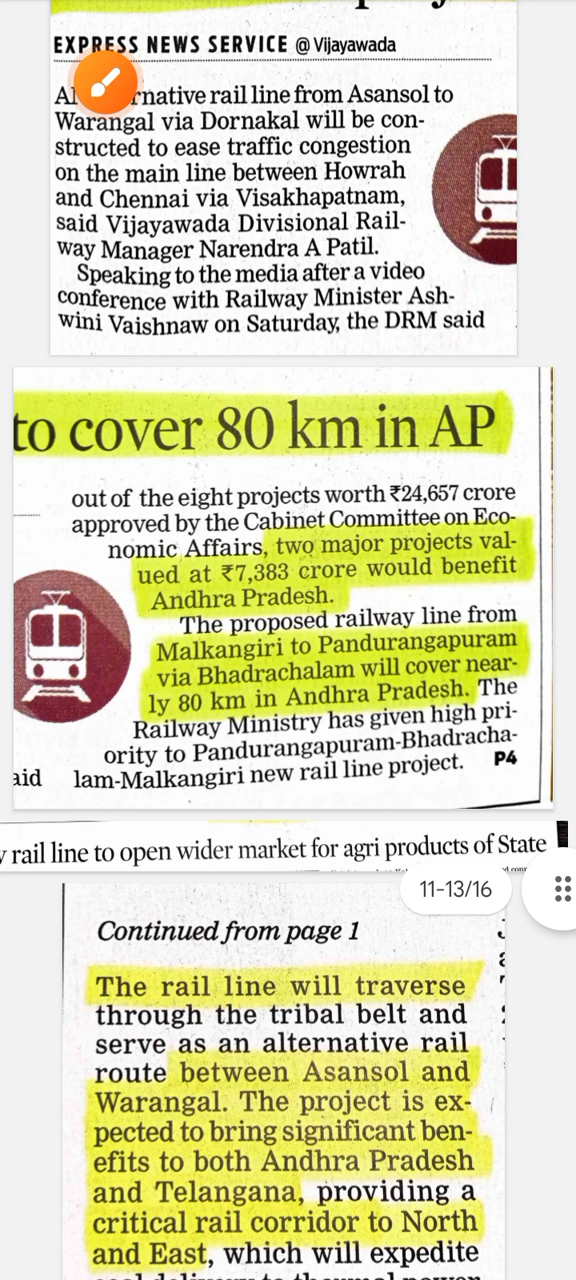 EXPRESS NEWS SERVICE @ Vijayawada
rnative rail line from Asansol to
Warangal via Dornakal will be con-
structed to ease traffic congestion
on the main line between Howrah
and Chennai via Visakhapatnam,
said Vijayawada Divisional Rail-
way Manager Narendra A Patil.
Speaking to the media after a video
conference with Railway Minister Ash-
wini Vaishnaw on Saturday, the DRM said
to cover 80 km in AP
out of the eight projects worth ₹24,657 crore
approved by the Cabinet Committee on Eco-
nomic Affairs, two major projects val-
ued at ₹7,383 crore would benefit
Andhra Pradesh.
The proposed railway line from
Malkangiri to Pandurangapuram
via Bhadrachalam will cover near-
ly 80 km in Andhra Pradesh. The
Railway Ministry has given high pri-
ority to Pandurangapuram-Bhadracha-
aid lam-Malkangiri new rail line project. P4
rail line to open wider market for agri products of State
11-13/16
Continued from page 1
The rail line will traverse
through the tribal belt and
serve as an alternative rail
route between Asansol and
Warangal. The project is ex-
pected to bring significant ben-
efits to both Andhra Pradesh
and Telangana, providing a
critical rail corridor to North
and East, which will expedite